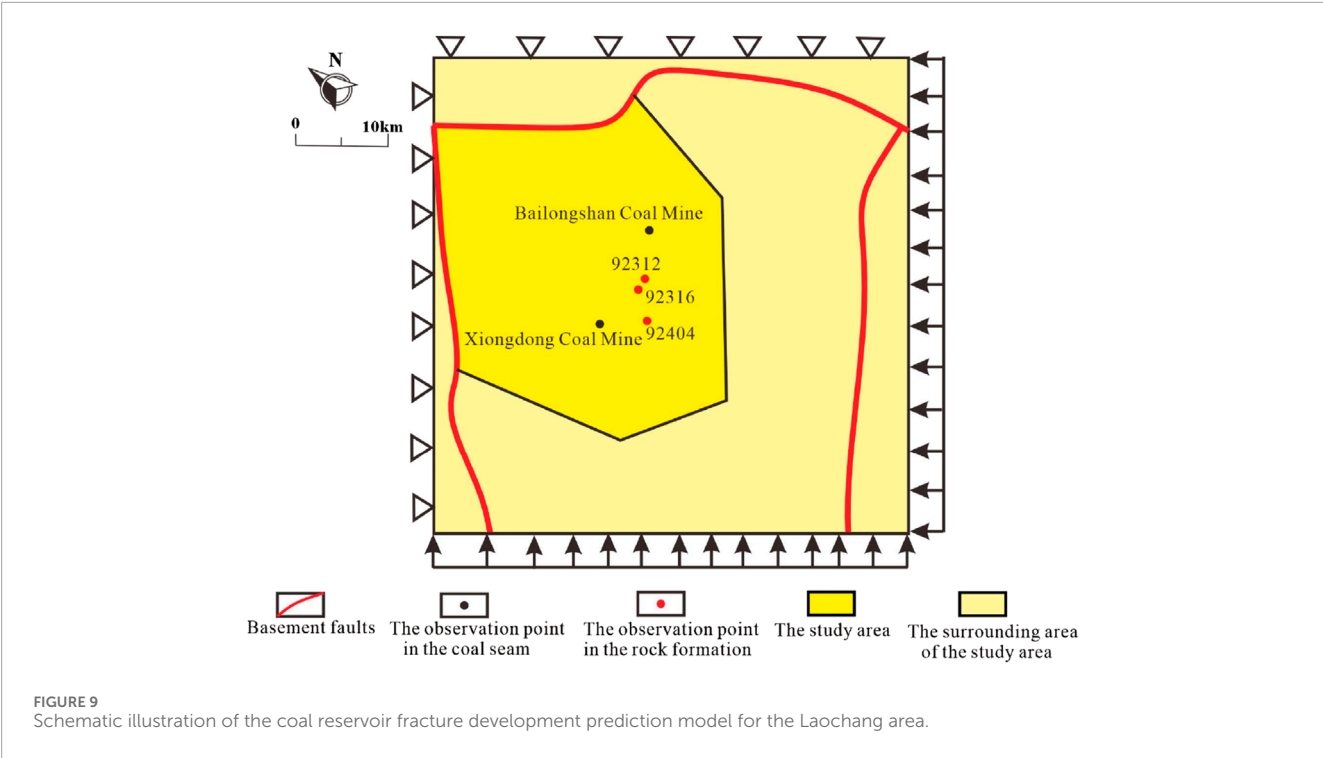 N
0 10km
Bailongshan Coal Mine
92312
92316
Xiongdong Coal Mine 92404
Basement faults
The observation point
in the coal seam
The observation point
in the rock formation
The study area
The surrounding area
of the study area
FIGURE 9
Schematic illustration of the coal reservoir fracture development prediction model for the Laochang area.